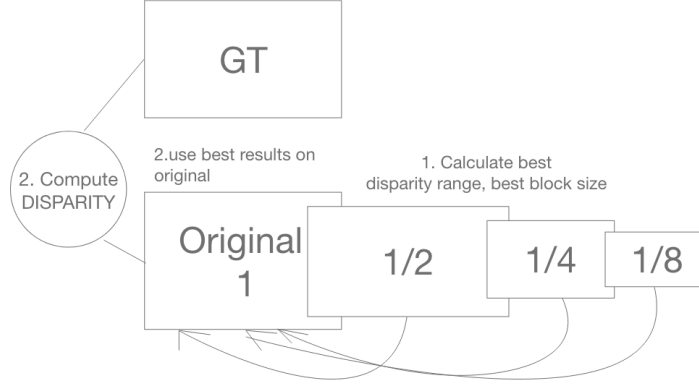 GT
2. Compute
DISPARITY
2.use best results on
original
1. Calculate best
disparity range, best block size
Original
1
1/2
1/4
1/8